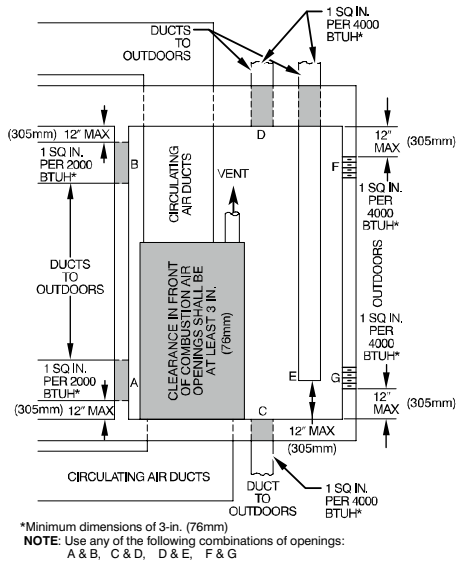 DUCTS
TO
OUTDOORS
1 SQ IN.
PER 4000
BTUH*
D
(305mm) 12" MAX
1 SQ IN.
PER 2000
BTUH*
B
CIRCULATING
AIR DUCTS
VENT
12"
MAX (305mm)
F
1 SQ IN.
PER
4000
BTUH*
OUTDOORS
DUCTS
TO
OUTDOORS
CLEARANCE IN FRONT
OF COMBUSTION AIR
OPENINGS SHALL BE
AT LEAST 3 IN.
(76mm)
1 SQ IN.
PER
4000
BTUH*
1 SQ IN.
PER 2000
BTUH*
A
E
G
(305mm) 12" MAX
C
12"
MAX (305mm)
12" MAX
(305mm)
CIRCULATING AIR DUCTS
DUCT
TO
OUTDOORS
1 SQ IN.
PER 4000
BTUH*
*Minimum dimensions of 3-in. (76mm)
NOTE: Use any of the following combinations of openings:
A & B, C & D, D & E, F & G